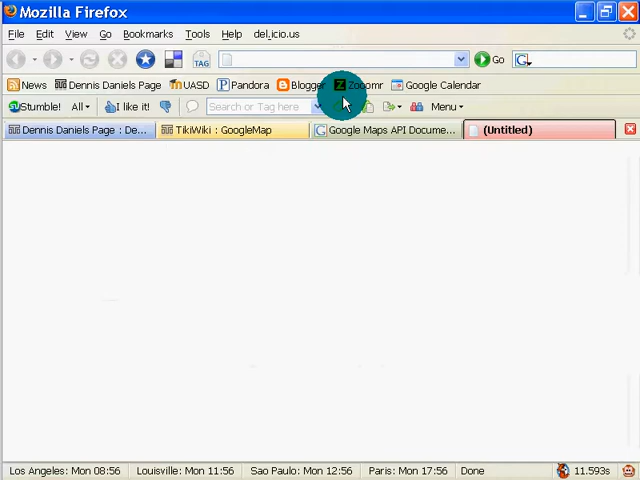 Mozilla Firefox
File Edit View Go Bookmarks Tools Help del.icio.us
TAG Go G
News Dennis Daniels Page UASD Pandora Blogger Zooomr Google Calendar
Stumble! All I like it! Search or Tag here Menu
Dennis Daniels Page : De... TikiWiki : GoogleMap Google Maps API Docume... (Untitled)
Los Angeles: Mon 08:56 Louisville: Mon 11:56 Sao Paulo: Mon 12:56 Paris: Mon 17:56 Done 11.593s